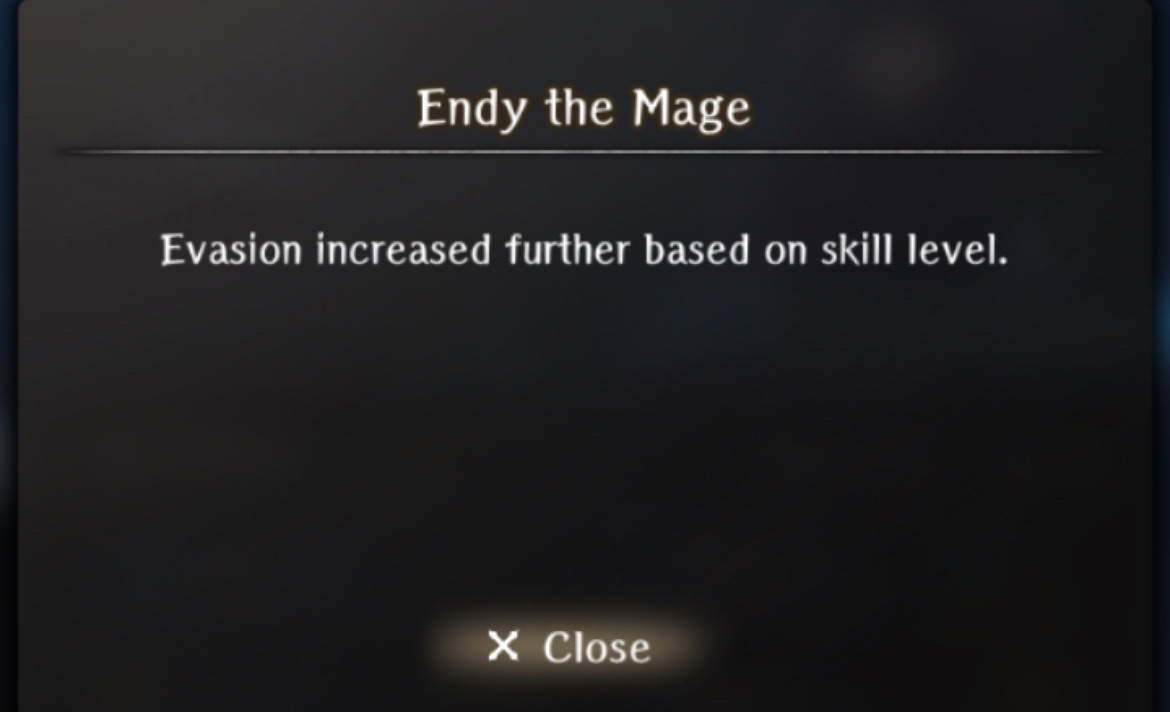 Endy the Mage
Evasion increased further based on skill level.
X Close